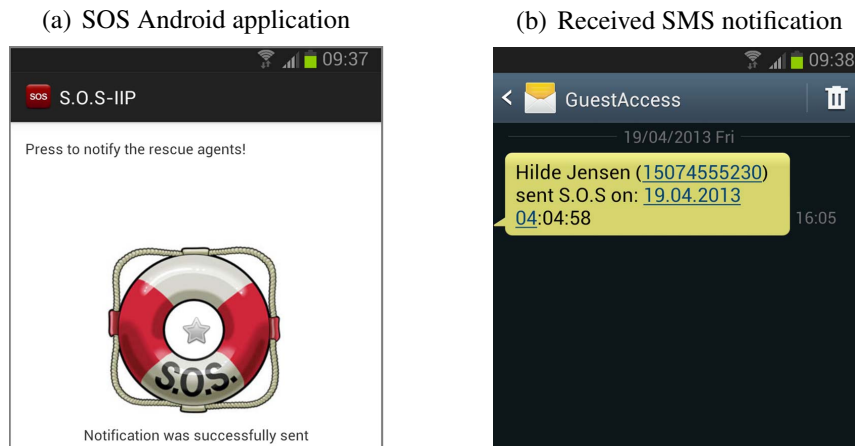 (a) SOS Android application
09:37
SOS S.O.S-IIP
Press to notify the rescue agents!
S.O.S.
Notification was successfully sent
(b) Received SMS notification
09:38
GuestAccess
19/04/2013 Fri
Hilde Jensen (15074555230)
sent S.O.S on: 19.04.2013
04:04:58
16:05